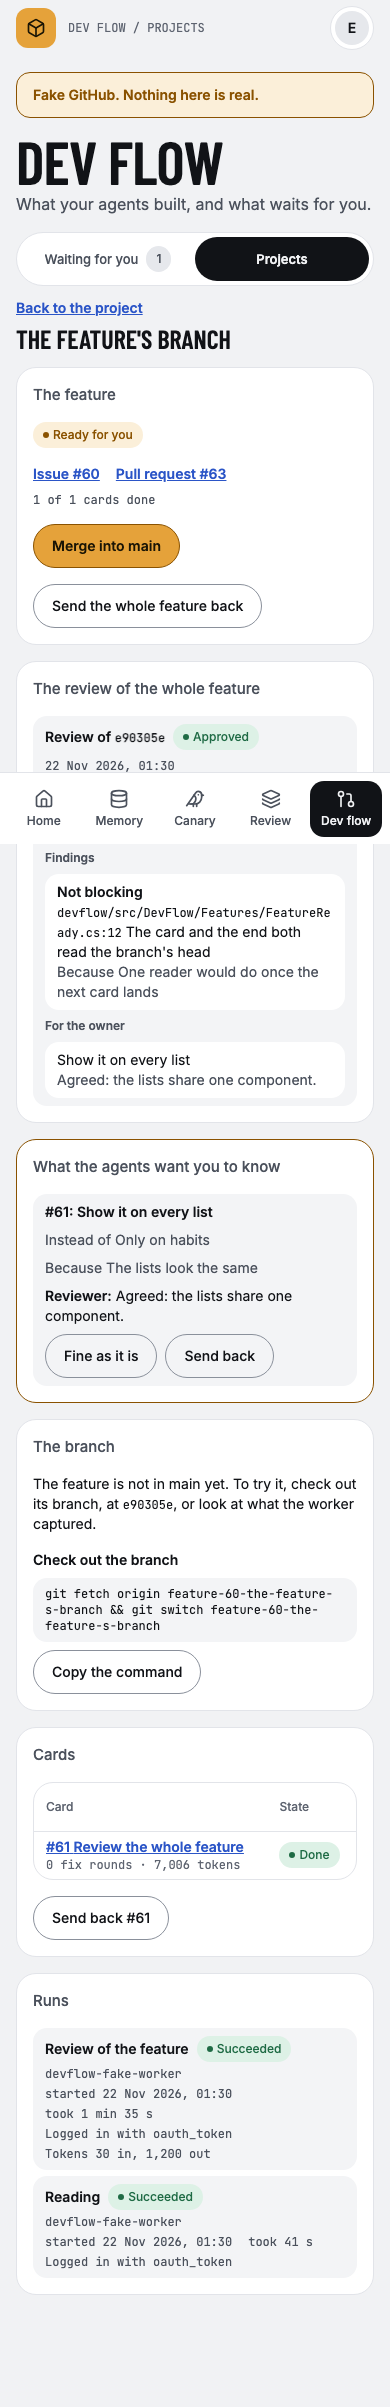 DEV FLOW / PROJECTS
E
Fake GitHub. Nothing here is real.
DEV FLOW
What your agents built, and what waits for you.
Waiting for you 1
Projects
Back to the project
THE FEATURE'S BRANCH
The feature
Ready for you
Issue #60 Pull request #63
1 of 1 cards done
Merge into main
Send the whole feature back
The review of the whole feature
Review of e90305e Approved
22 Nov 2026, 01:30
Home
Memory
Canary
Review
Dev flow
Findings
Not blocking
devflow/src/DevFlow/Features/FeatureRe
ady.cs:12 The card and the end both
read the branch's head
Because One reader would do once the
next card lands
For the owner
Show it on every list
Agreed: the lists share one component.
What the agents want you to know
#61: Show it on every list
Instead of Only on habits
Because The lists look the same
Reviewer: Agreed: the lists share one
component.
Fine as it is
Send back
The branch
The feature is not in main yet. To try it, check out
its branch, at e90305e, or look at what the worker
captured.
Check out the branch
git fetch origin feature-60-the-feature-
s-branch && git switch feature-60-the-
feature-s-branch
Copy the command
Cards
Card State
#61 Review the whole feature
0 fix rounds · 7,006 tokens
Done
Send back #61
Runs
Review of the feature Succeeded
devflow-fake-worker
started 22 Nov 2026, 01:30
took 1 min 35 s
Logged in with oauth_token
Tokens 30 in, 1,200 out
Reading Succeeded
devflow-fake-worker
started 22 Nov 2026, 01:30 took 41 s
Logged in with oauth_token